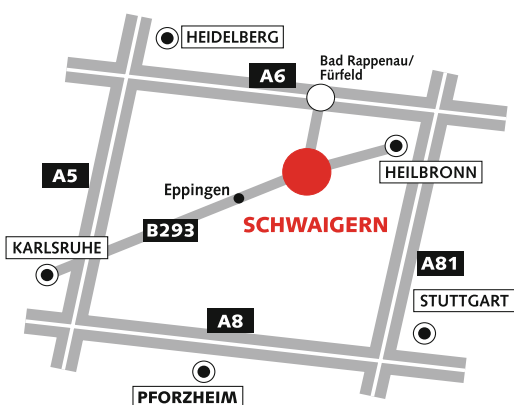 HEIDELBERG
Bad Rappenau/
Fürfeld
A6
A5
HEILBRONN
Eppingen
SCHWAIGERN
B293
KARLSRUHE
A81
STUTTGART
A8
PFORZHEIM